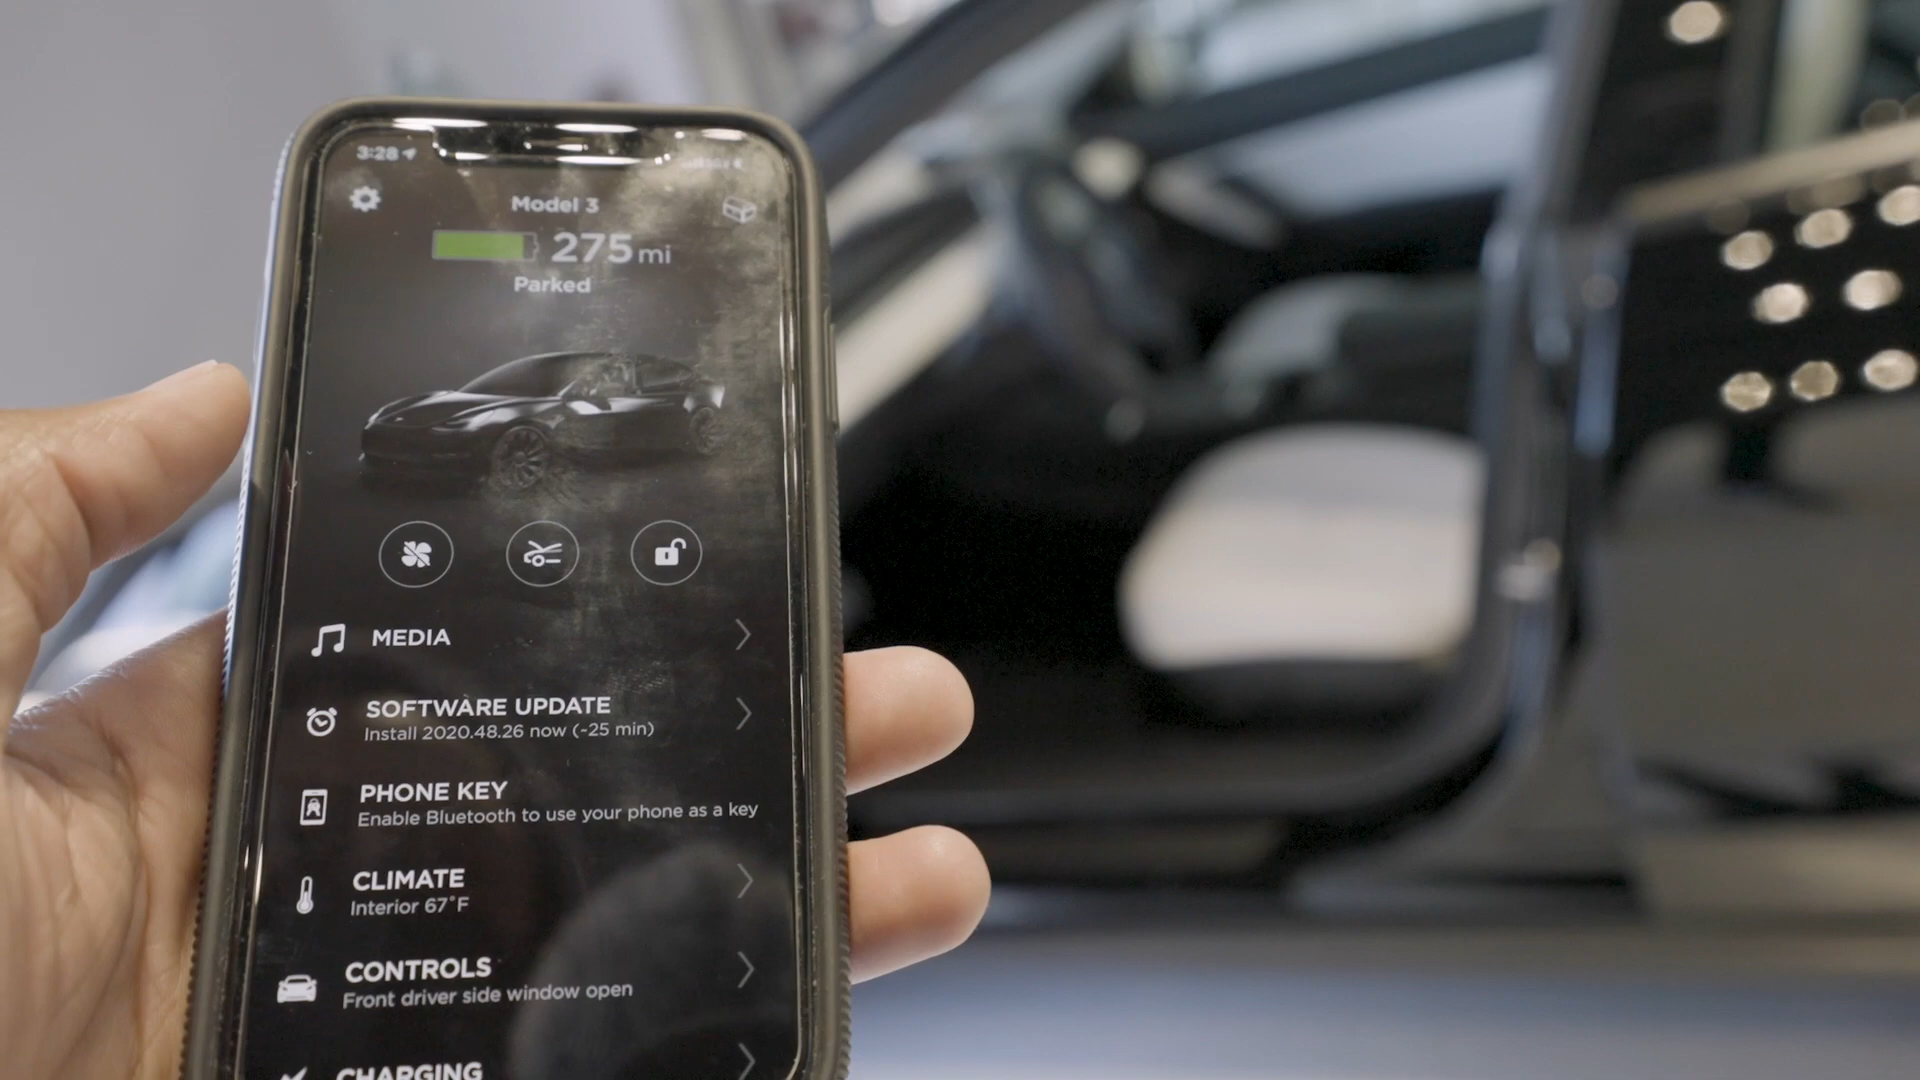 3:28
Model 3
275 mi
Parked
MEDIA
SOFTWARE UPDATE
Install 2020.48.26 now (~25 min)
PHONE KEY
Enable Bluetooth to use your phone as a key
CLIMATE
Interior 67°F
CONTROLS
Front driver side window open
CHARGING